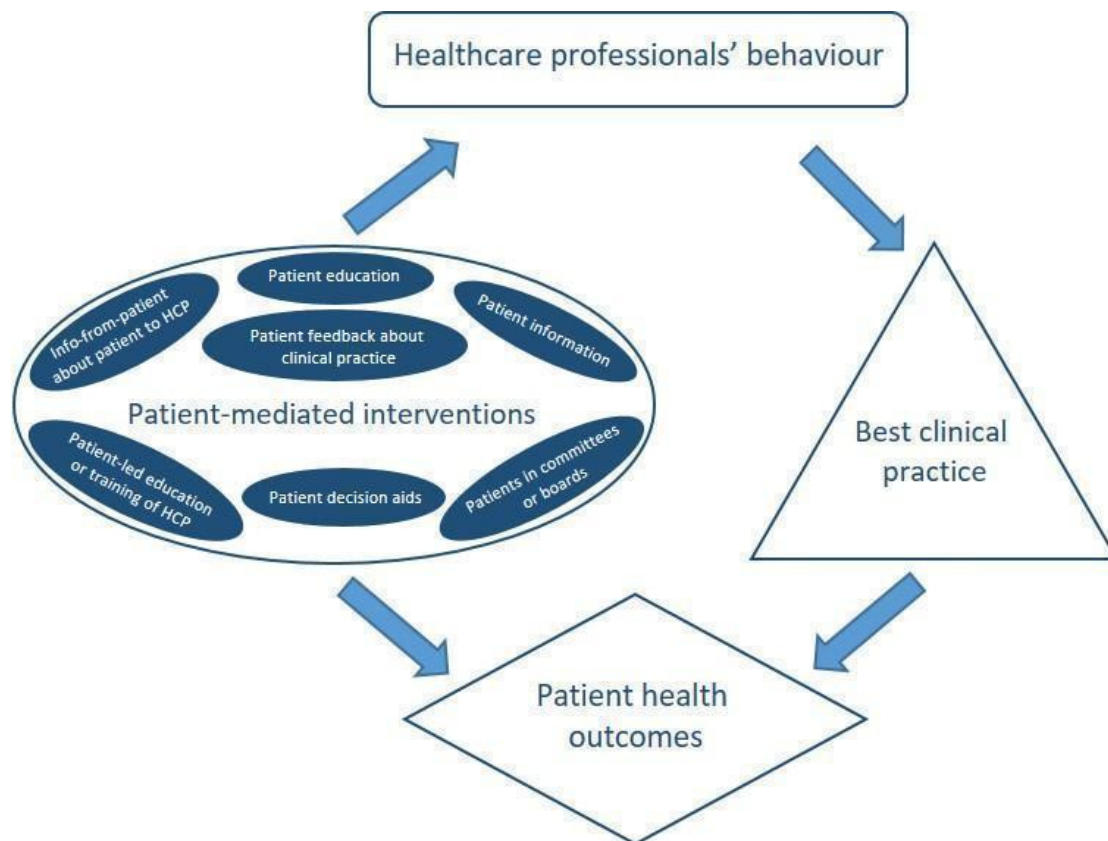 Healthcare professionals’ behaviour
Patient education
Info-from-patient
about patient to HCP
Patient feedback about
clinical practice
Patient information
Patient-mediated interventions
Patient-led education
or training of HCP
Patient decision aids
Patients in committees
or boards
Best clinical
practice
Patient health
outcomes